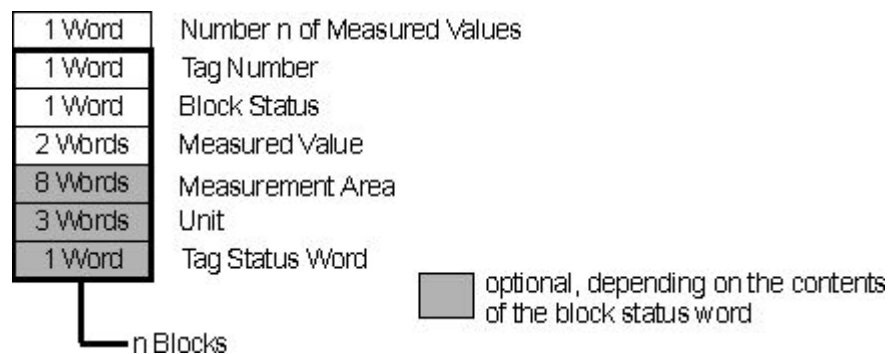 1 Word Number n of Measured Values
1 Word Tag Number
1 Word Block Status
2 Words Measured Value
8 Words Measurement Area
3 Words Unit
1 Word Tag Status Word
optional, depending on the contents
of the block status word
n Blocks